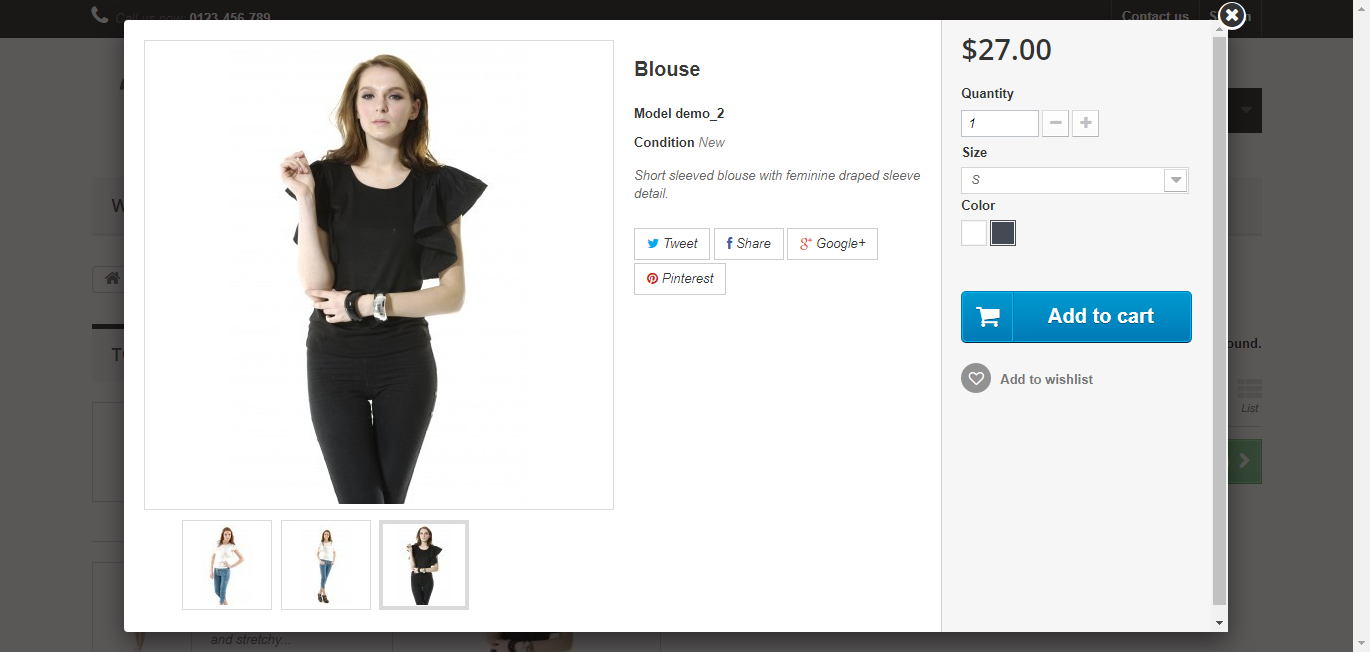 Call us now: 0123-456-789
Contact us
Blouse
Model demo_2
Condition New
Short sleeved blouse with feminine draped sleeve
detail.
Tweet
Share
Google+
Pinterest
$27.00
Quantity
1
Size
S
Color
Add to cart
Add to wishlist
List
and stretchy...